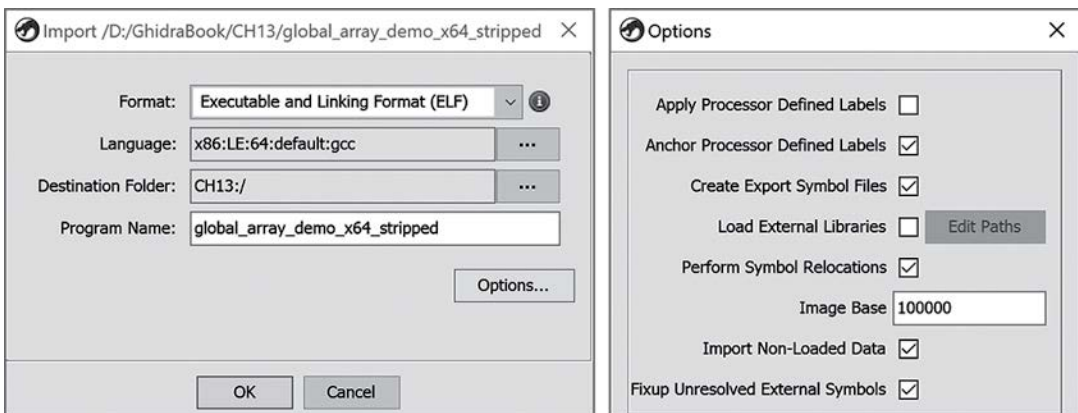 Import /D:/GhidraBook/CH13/global_array_demo_x64_stripped
Format: Executable and Linking Format (ELF)
Language: x86:LE:64:default:gcc ...
Destination Folder: CH13:/ ...
Program Name: global_array_demo_x64_stripped
Options...
OK Cancel
Options
Apply Processor Defined Labels
Anchor Processor Defined Labels
Create Export Symbol Files
Load External Libraries Edit Paths
Perform Symbol Relocations
Image Base 100000
Import Non-Loaded Data
Fixup Unresolved External Symbols